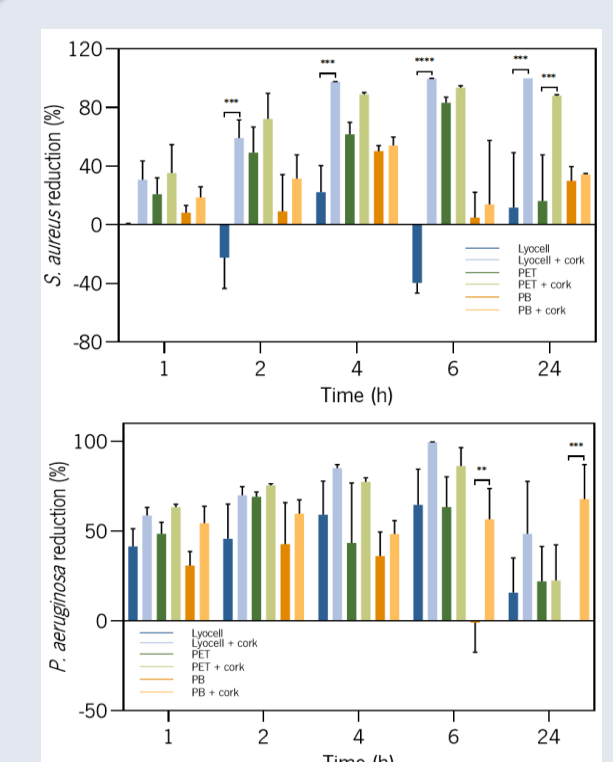 120
80
40
0
-40
-80
S. aureus reduction (%)
***
***
****
***
***
Lyocell
Lyocell + cork
PET
PET + cork
PB
PB + cork
1 2 4 6 24
Time (h)
100
50
0
-50
P. aeruginosa reduction (%)
**
***
Lyocell
Lyocell + cork
PET
PET + cork
PB
PB + cork
1 2 4 6 24
Time (h)